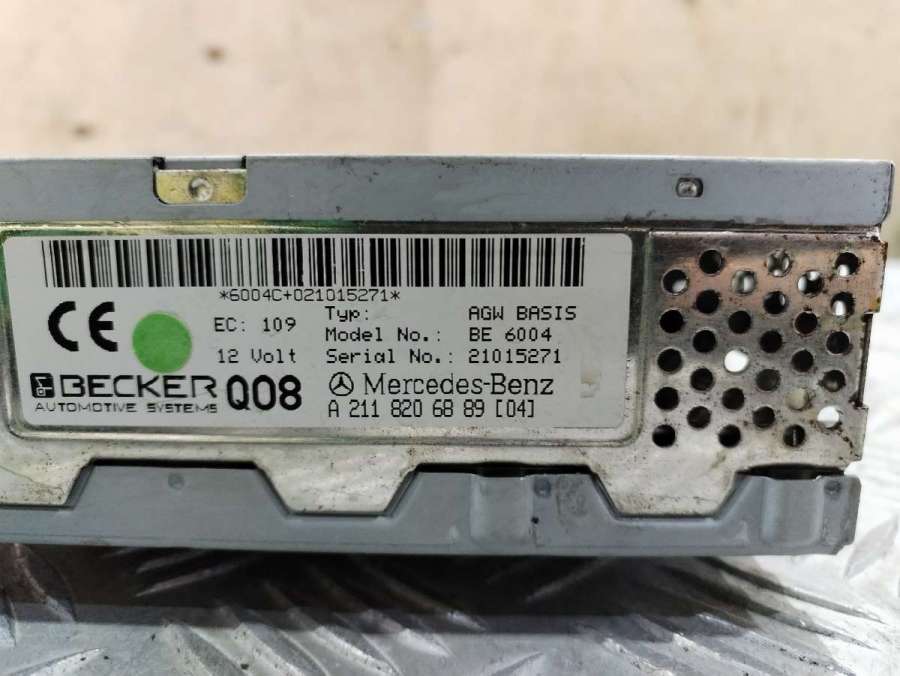 *6004C+021015271*
CE
EC: 109
12 Volt
Typ: AGW BASIS
Model No.: BE 6004
Serial No.: 21015271
BECKER
AUTOMOTIVE SYSTEMS
Q08
Mercedes-Benz
A 211 820 68 89 [04]